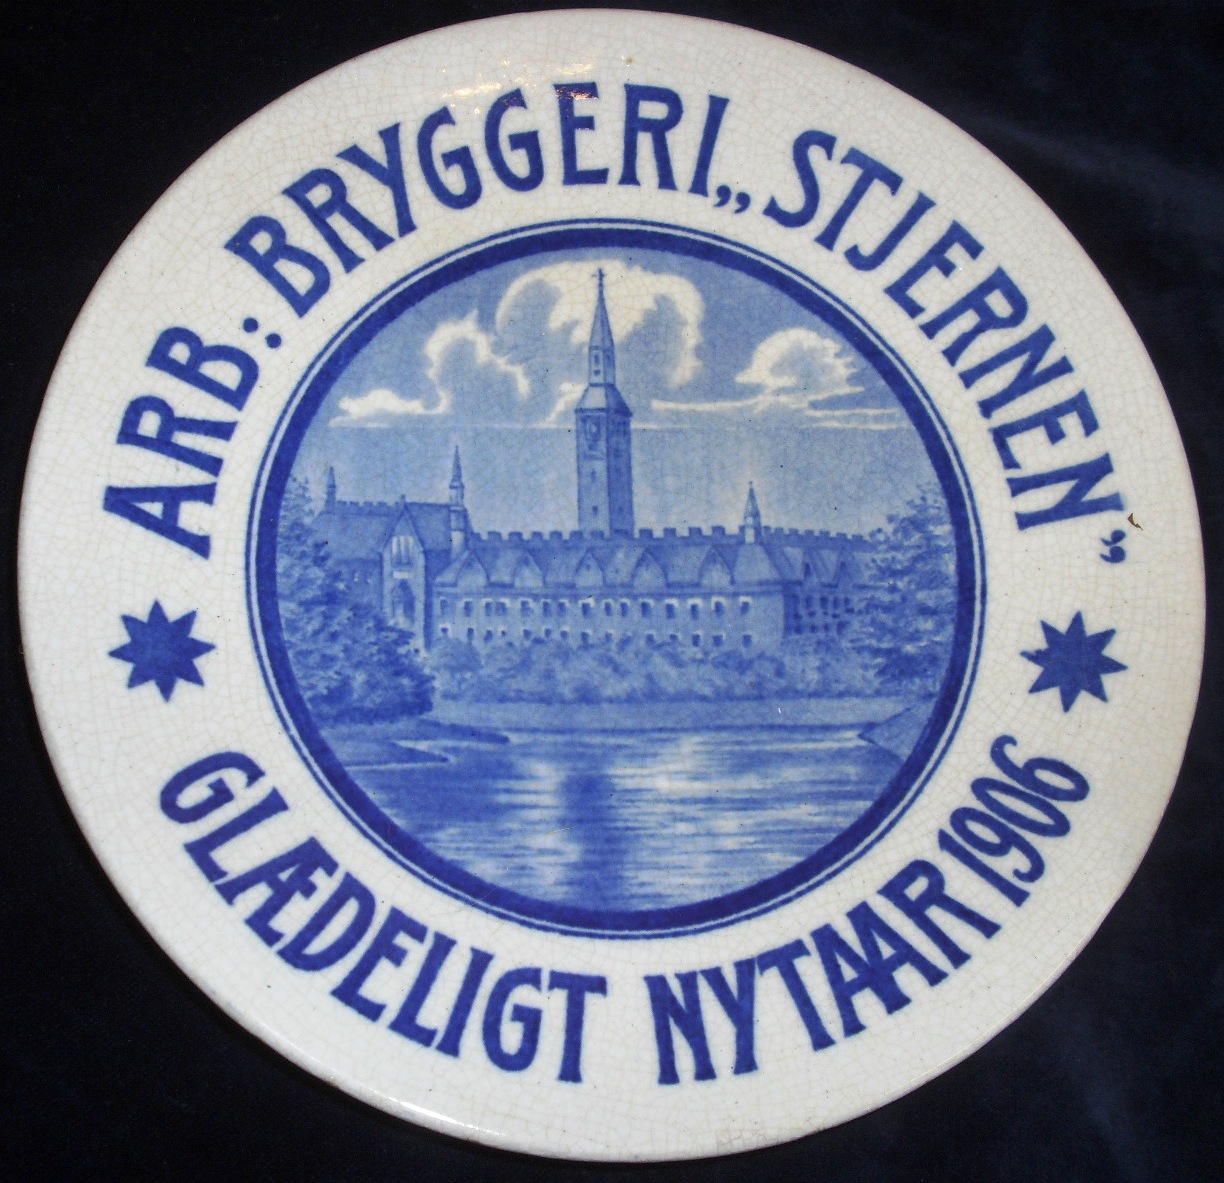 ARB: BRYGGERI „STJERNEN”
GLÆDELIGT NYTAAR 1906